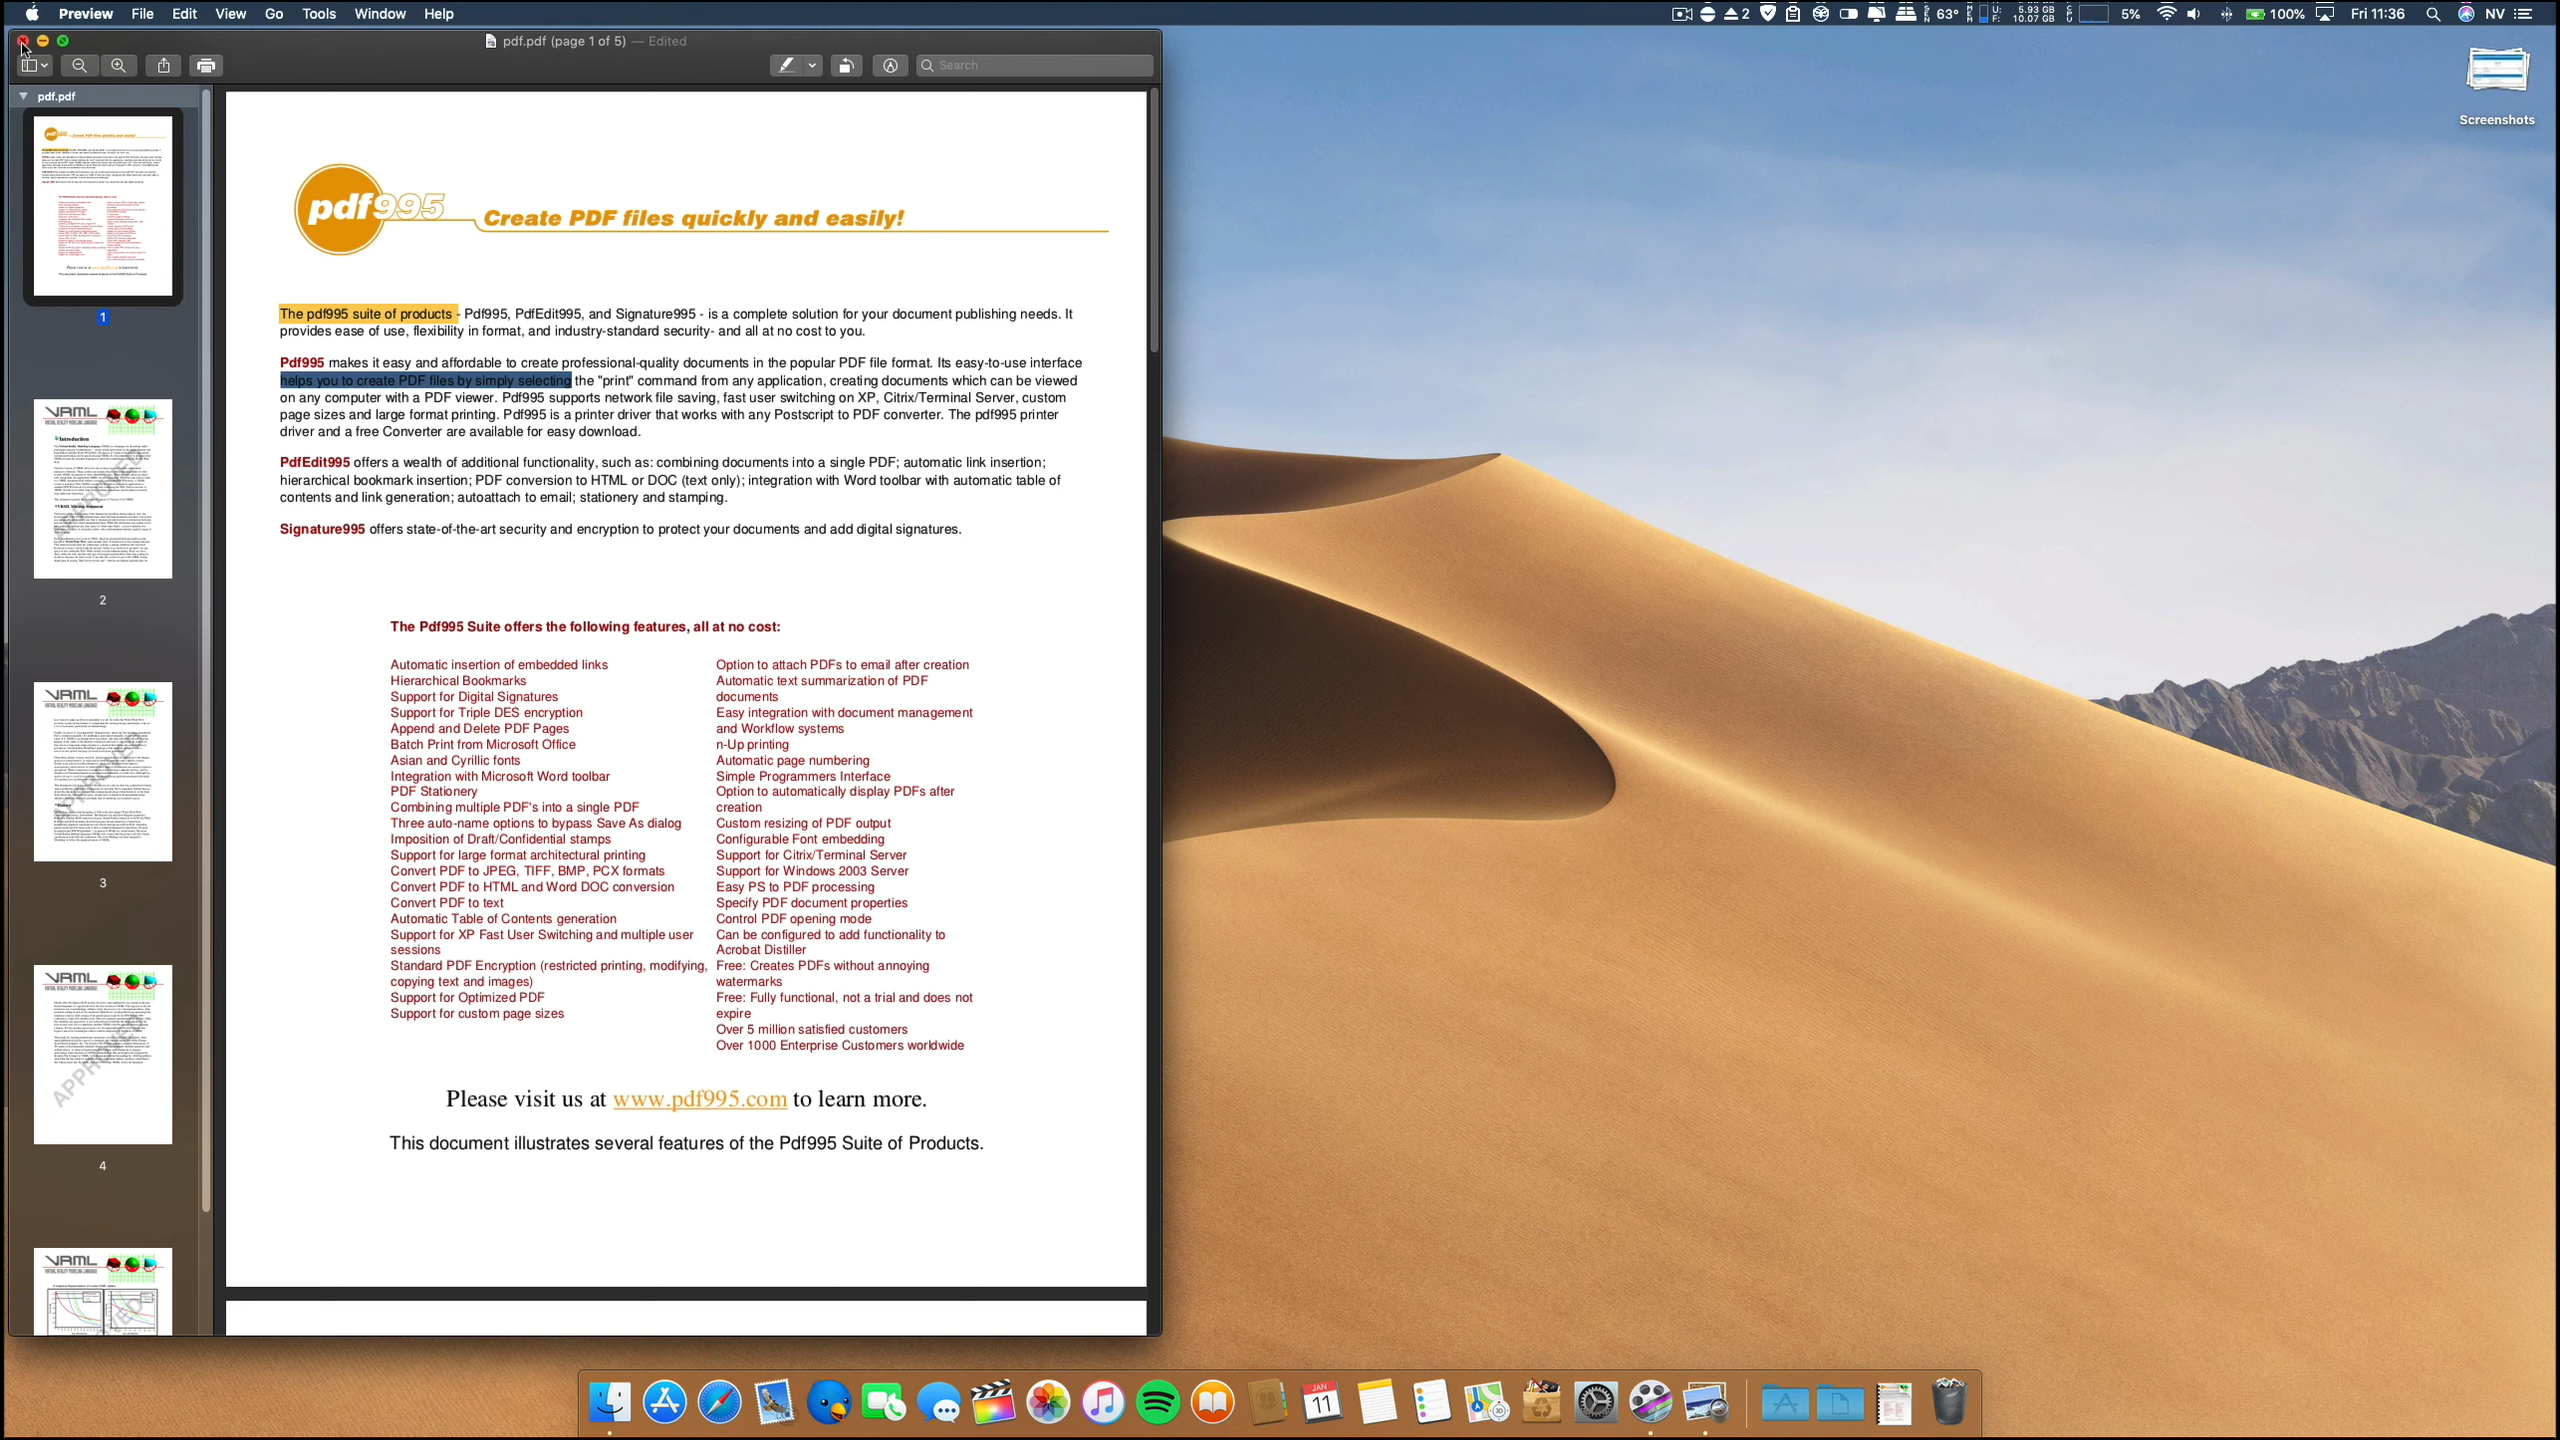 Preview File Edit View Go Tools Window Help
2 63° U: 5.93 GB F: 10.07 GB 5% 100% Fri 11:36 NV
pdf.pdf (page 1 of 5) — Edited
Search
pdf.pdf
1
2
3
4
VRML
Introduction
APPROVED
pdf995
Create PDF files quickly and easily!
The pdf995 suite of products - Pdf995, PdfEdit995, and Signature995 - is a complete solution for your document publishing needs. It
provides ease of use, flexibility in format, and industry-standard security- and all at no cost to you.
Pdf995 makes it easy and affordable to create professional-quality documents in the popular PDF file format. Its easy-to-use interface
helps you to create PDF files by simply selecting the "print" command from any application, creating documents which can be viewed
on any computer with a PDF viewer. Pdf995 supports network file saving, fast user switching on XP, Citrix/Terminal Server, custom
page sizes and large format printing. Pdf995 is a printer driver that works with any Postscript to PDF converter. The pdf995 printer
driver and a free Converter are available for easy download.
PdfEdit995 offers a wealth of additional functionality, such as: combining documents into a single PDF; automatic link insertion;
hierarchical bookmark insertion; PDF conversion to HTML or DOC (text only); integration with Word toolbar with automatic table of
contents and link generation; autoattach to email; stationery and stamping.
Signature995 offers state-of-the-art security and encryption to protect your documents and add digital signatures.
The Pdf995 Suite offers the following features, all at no cost:
Automatic insertion of embedded links
Hierarchical Bookmarks
Support for Digital Signatures
Support for Triple DES encryption
Append and Delete PDF Pages
Batch Print from Microsoft Office
Asian and Cyrillic fonts
Integration with Microsoft Word toolbar
PDF Stationery
Combining multiple PDF's into a single PDF
Three auto-name options to bypass Save As dialog
Imposition of Draft/Confidential stamps
Support for large format architectural printing
Convert PDF to JPEG, TIFF, BMP, PCX formats
Convert PDF to HTML and Word DOC conversion
Convert PDF to text
Automatic Table of Contents generation
Support for XP Fast User Switching and multiple user
sessions
Standard PDF Encryption (restricted printing, modifying,
copying text and images)
Support for Optimized PDF
Support for custom page sizes
Option to attach PDFs to email after creation
Automatic text summarization of PDF
documents
Easy integration with document management
and Workflow systems
n-Up printing
Automatic page numbering
Simple Programmers Interface
Option to automatically display PDFs after
creation
Custom resizing of PDF output
Configurable Font embedding
Support for Citrix/Terminal Server
Support for Windows 2003 Server
Easy PS to PDF processing
Specify PDF document properties
Control PDF opening mode
Can be configured to add functionality to
Acrobat Distiller
Free: Creates PDFs without annoying
watermarks
Free: Fully functional, not a trial and does not
expire
Over 5 million satisfied customers
Over 1000 Enterprise Customers worldwide
Please visit us at www.pdf995.com to learn more.
This document illustrates several features of the Pdf995 Suite of Products.
Screenshots
JAN
11